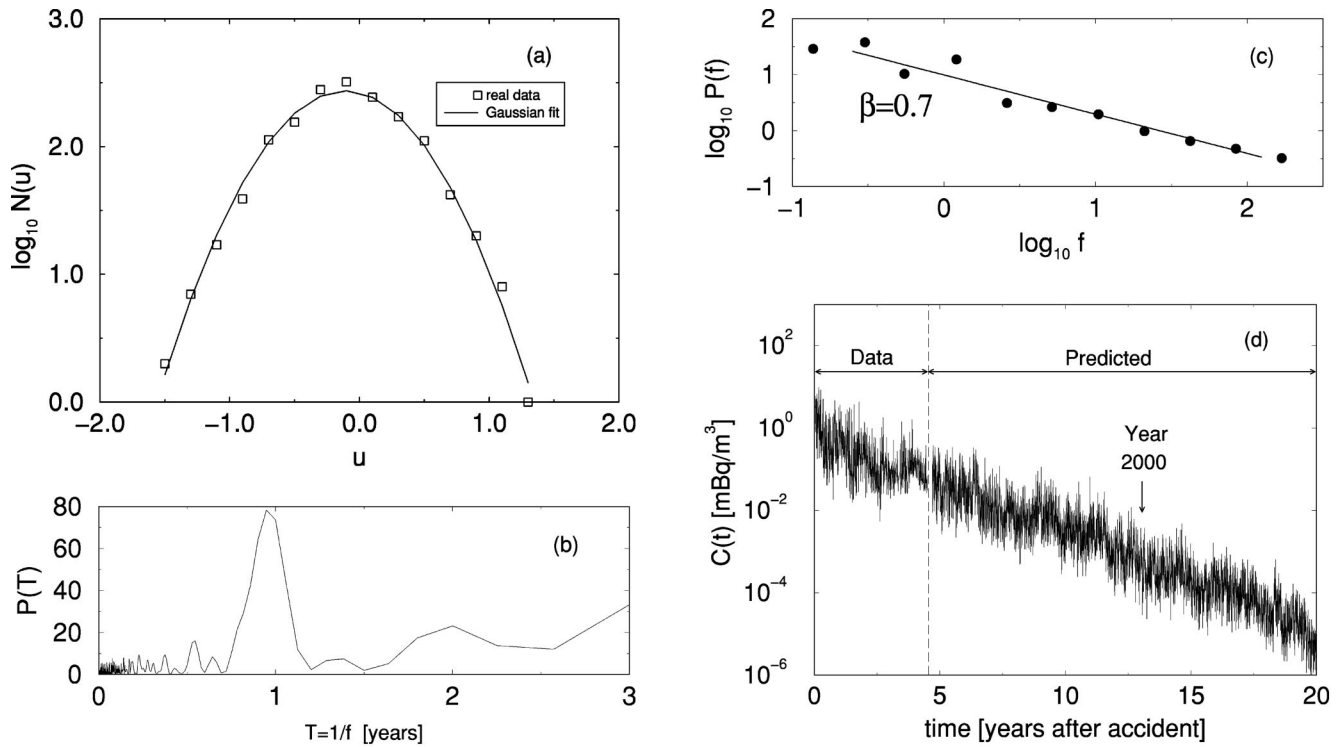 3.0
2.0
1.0
0.0
log₁₀ N(u)
(a)
real data
Gaussian fit
−2.0 −1.0 0.0 1.0 2.0
u
80
60
40
20
0
P(T)
(b)
0 1 2 3
T=1/f [years]
2
1
0
−1
log₁₀ P(f)
(c)
β=0.7
−1 0 1 2
log₁₀ f
10²
10⁰
10⁻²
10⁻⁴
10⁻⁶
C(t) [mBq/m³]
(d)
Data
Predicted
Year
2000
0 5 10 15 20
time [years after accident]